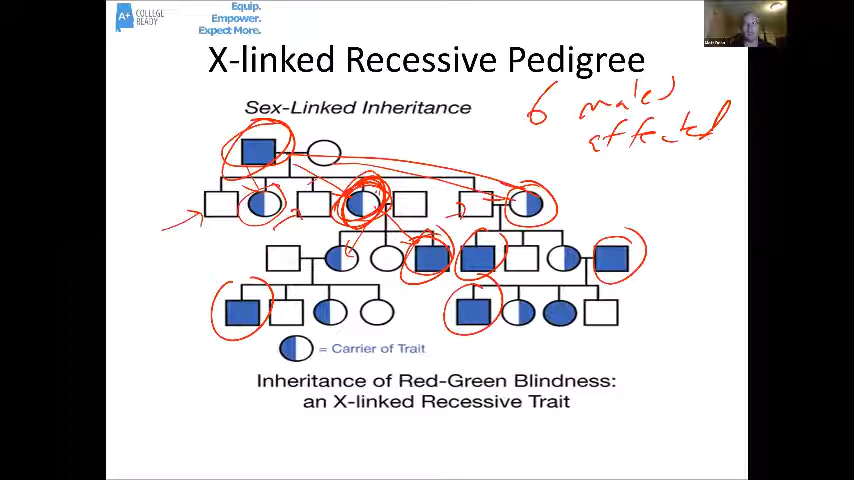 A+ COLLEGE
READY
Equip.
Empower.
Expect More.
X-linked Recessive Pedigree
Sex-Linked Inheritance
6 males
affected
= Carrier of Trait
Inheritance of Red-Green Blindness:
an X-linked Recessive Trait